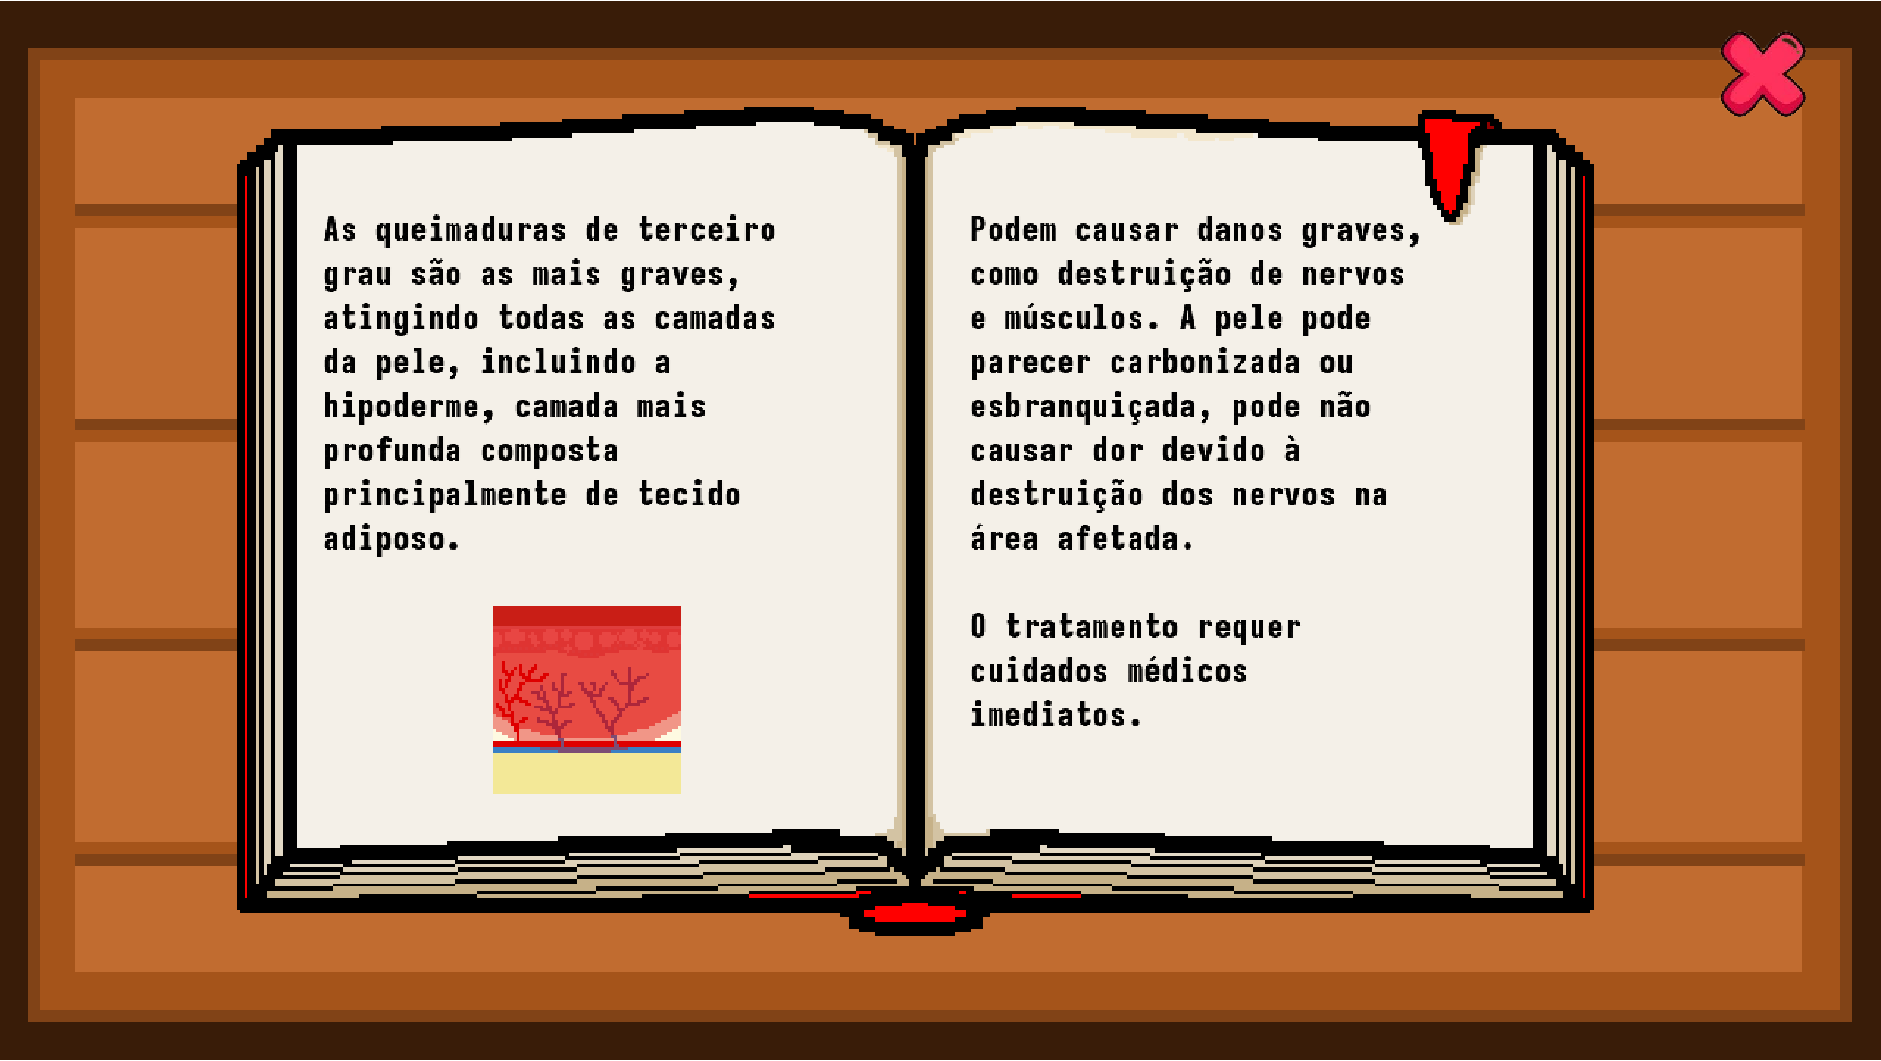 As queimaduras de terceiro
grau são as mais graves,
atingindo todas as camadas
da pele, incluindo a
hipoderme, camada mais
profunda composta
principalmente de tecido
adiposo.
Podem causar danos graves,
como destruição de nervos
e músculos. A pele pode
parecer carbonizada ou
esbranquiçada, pode não
causar dor devido à
destruição dos nervos na
área afetada.
O tratamento requer
cuidados médicos
imediatos.